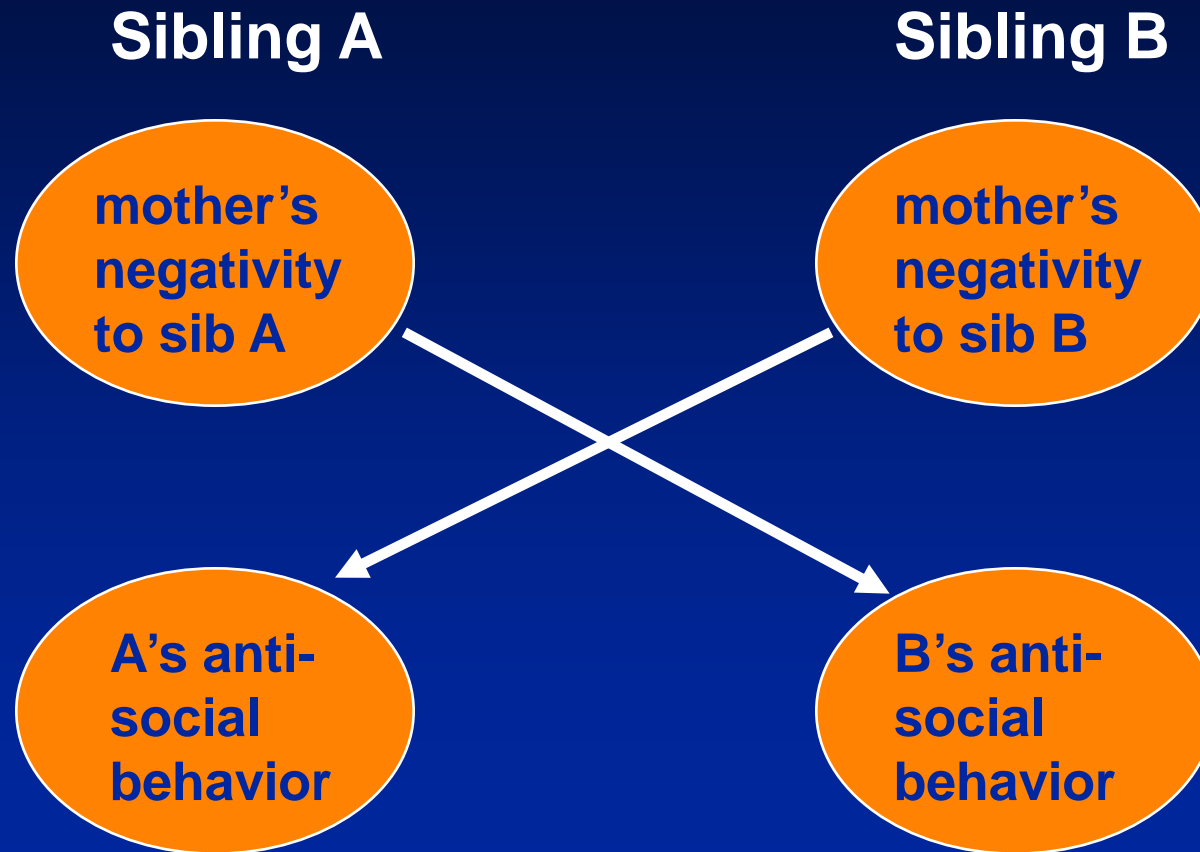 Sibling A
Sibling B
mother’s
negativity
to sib A
mother’s
negativity
to sib B
A’s anti-
social
behavior
B’s anti-
social
behavior